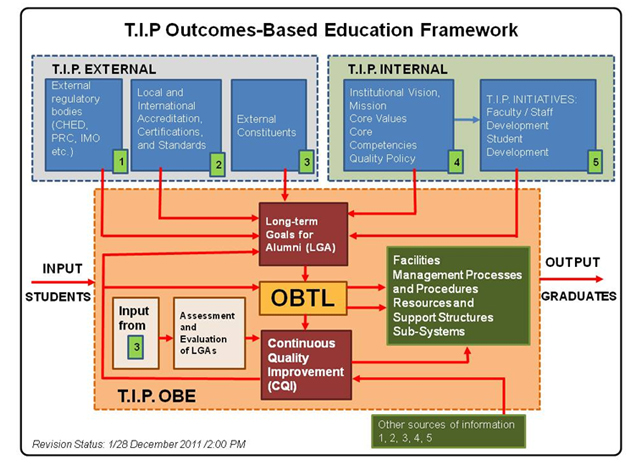 T.I.P Outcomes-Based Education Framework
T.I.P. EXTERNAL
External
regulatory
bodies
(CHED,
PRC, IMO
etc.)
1
Local and
International
Accreditation,
Certifications,
and Standards
2
External
Constituents
3
T.I.P. INTERNAL
Institutional Vision,
Mission
Core Values
Core
Competencies
Quality Policy
4
T.I.P. INITIATIVES:
Faculty / Staff
Development
Student
Development
5
Long-term
Goals for
Alumni (LGA)
INPUT
STUDENTS
OBTL
Facilities
Management Processes
and Procedures
Resources and
Support Structures
Sub-Systems
OUTPUT
GRADUATES
Input
from
3
Assessment
and
Evaluation
of LGAs
Continuous
Quality
Improvement
(CQI)
T.I.P. OBE
Other sources of information
1, 2, 3, 4, 5
Revision Status: 1/28 December 2011 /2:00 PM